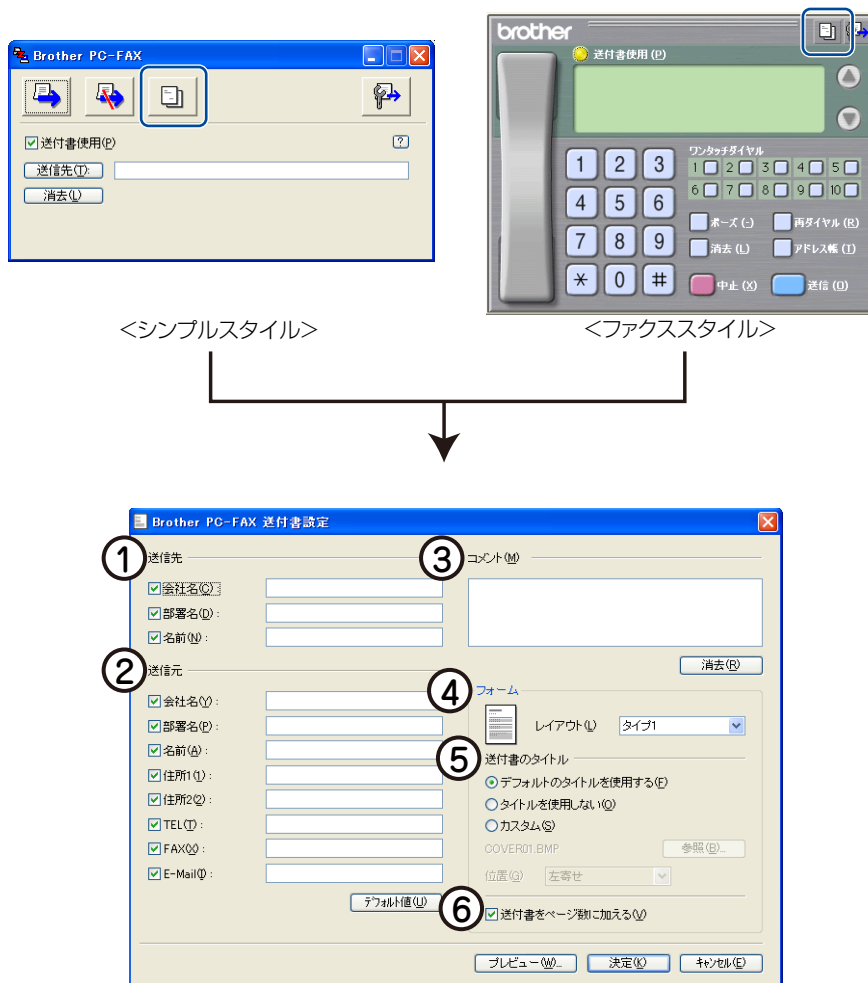 Brother PC-FAX
送付書使用(P)
?
送信先(T):
消去(L)
brother
送付書使用 (P)
1 2 3
4 5 6
7 8 9
* 0 #
ワンタッチダイヤル
1 2 3 4 5
6 7 8 9 10
ポーズ (-) 再ダイヤル (R)
消去 (L) アドレス帳 (I)
中止 (X) 送信 (O)
<シンプルスタイル>
<ファクススタイル>
Brother PC-FAX 送付書設定
① 送信先
会社名(C) :
部署名(D) :
名前(N) :
② 送信元
会社名(Y) :
部署名(P) :
名前(A) :
住所1(1) :
住所2(2) :
TEL(T) :
FAX(X) :
E-Mail(I) :
デフォルト値(U)
③ コメント(M)
消去(R)
④ フォーム
レイアウト(L) タイプ1
⑤ 送付書のタイトル
デフォルトのタイトルを使用する(F)
タイトルを使用しない(O)
カスタム(S)
COVER01.BMP 参照(B)...
位置(G) 左寄せ
⑥ 送付書をページ数に加える(V)
プレビュー(W)... 決定(K) キャンセル(E)